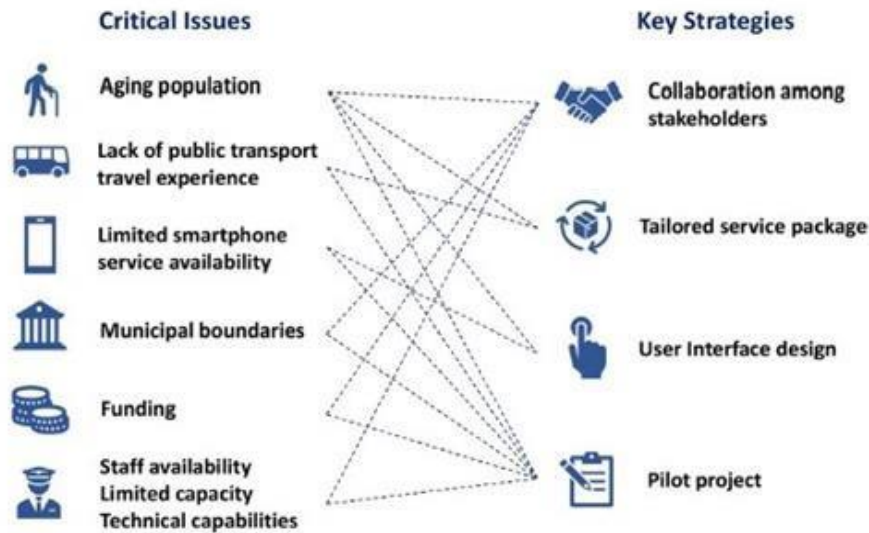 Critical Issues
Key Strategies
Aging population
Lack of public transport
travel experience
Limited smartphone
service availability
Municipal boundaries
Funding
Staff availability
Limited capacity
Technical capabilities
Collaboration among
stakeholders
Tailored service package
User Interface design
Pilot project